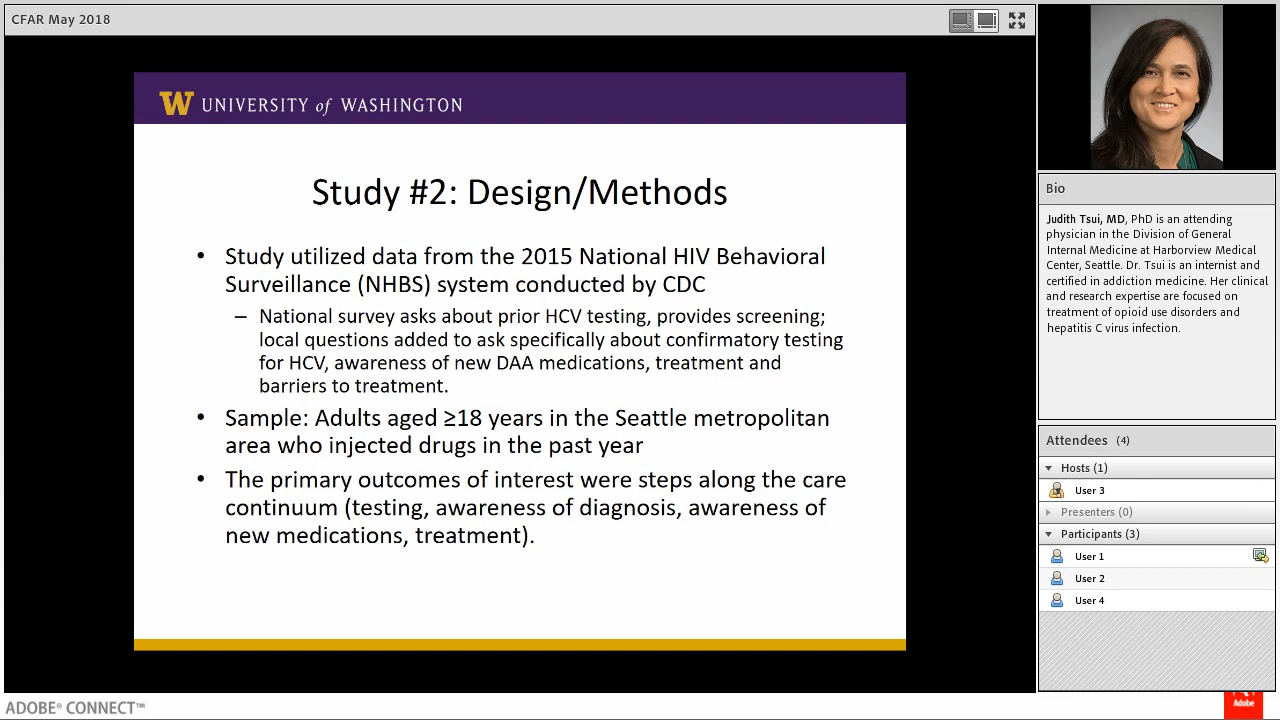 CFAR May 2018
W UNIVERSITY of WASHINGTON
Study #2: Design/Methods
• Study utilized data from the 2015 National HIV Behavioral
Surveillance (NHBS) system conducted by CDC
– National survey asks about prior HCV testing, provides screening;
local questions added to ask specifically about confirmatory testing
for HCV, awareness of new DAA medications, treatment and
barriers to treatment.
• Sample: Adults aged ≥18 years in the Seattle metropolitan
area who injected drugs in the past year
• The primary outcomes of interest were steps along the care
continuum (testing, awareness of diagnosis, awareness of
new medications, treatment).
Bio
Judith Tsui, MD, PhD is an attending
physician in the Division of General
Internal Medicine at Harborview Medical
Center, Seattle. Dr. Tsui is an internist and
certified in addiction medicine. Her clinical
and research expertise are focused on
treatment of opioid use disorders and
hepatitis C virus infection.
Attendees (4)
Hosts (1)
User 3
Presenters (0)
Participants (3)
User 1
User 2
User 4
ADOBE® CONNECT™
Adobe